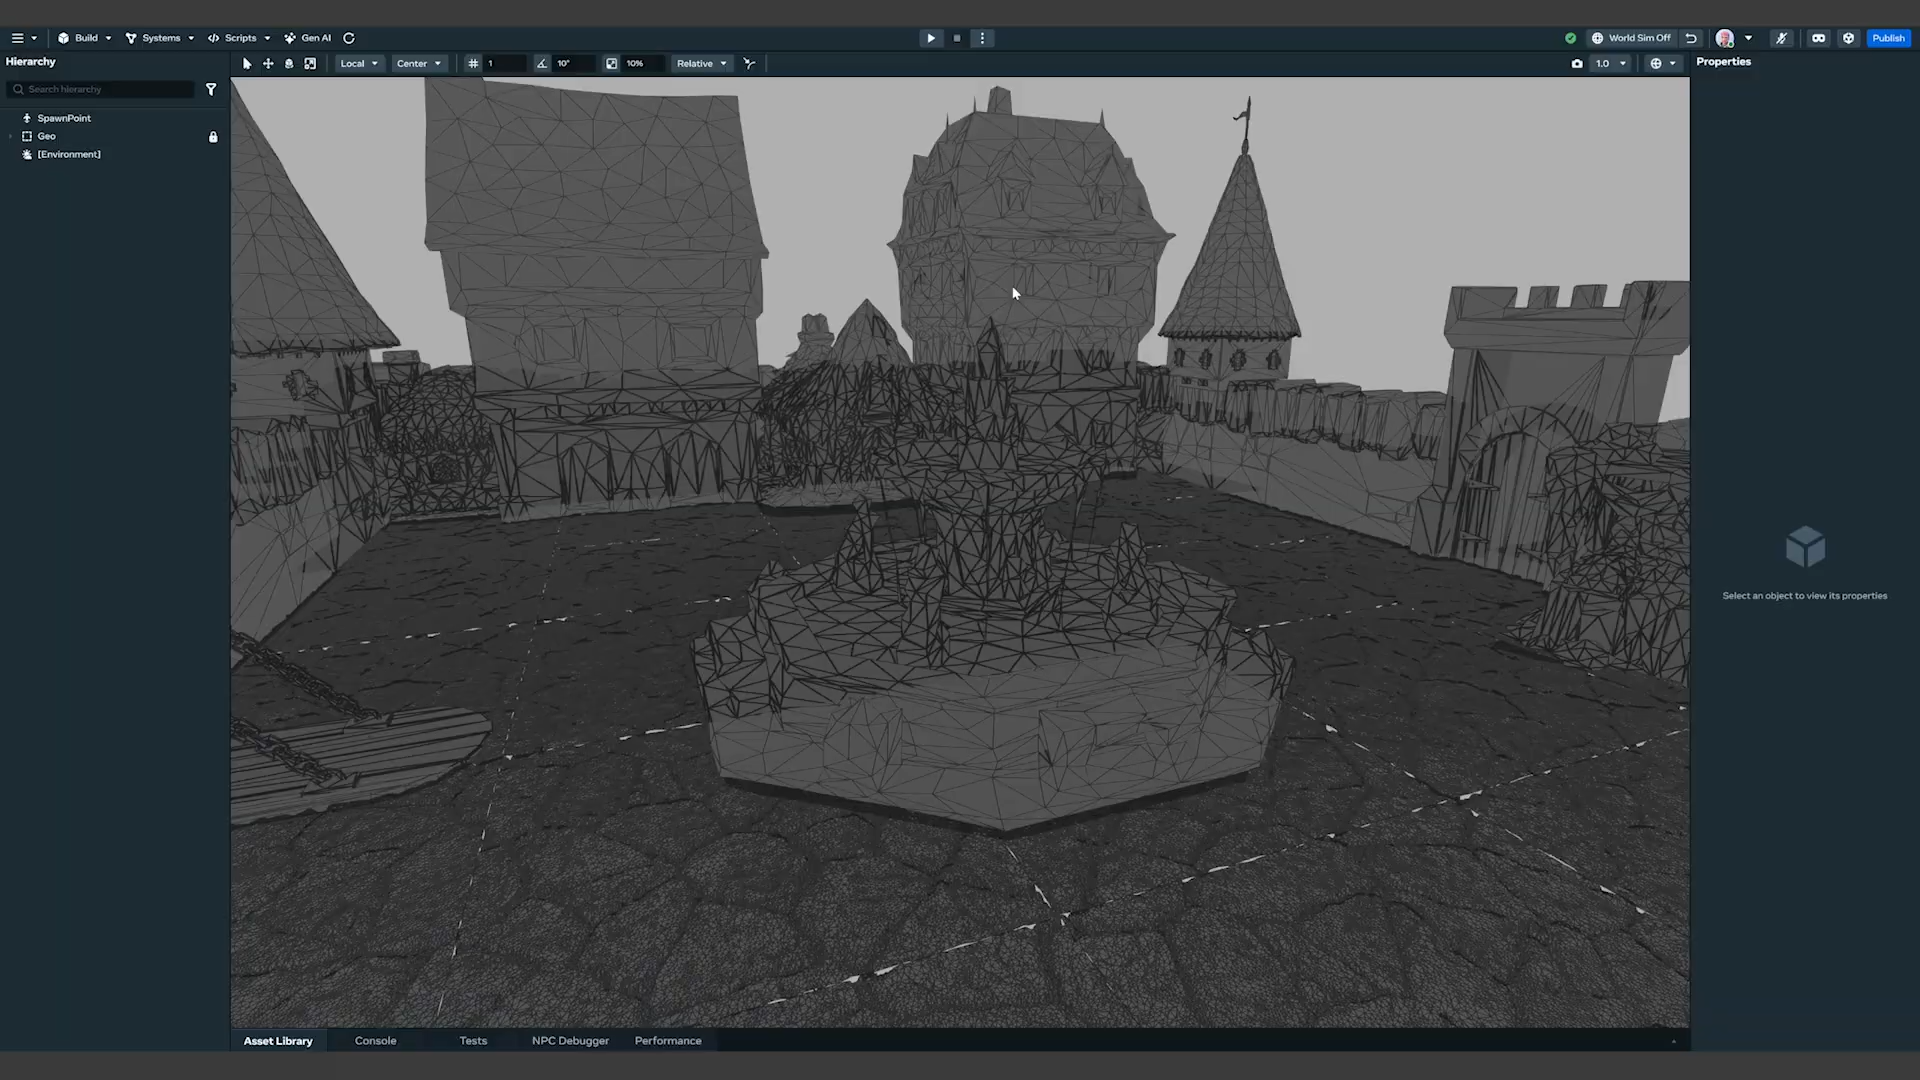 Build
Systems
Scripts
Gen AI
World Sim Off
Publish
Hierarchy
Local
Center
1
10°
10%
Relative
1.0
Properties
Search hierarchy
SpawnPoint
Geo
[Environment]
Select an object to view its properties
Asset Library
Console
Tests
NPC Debugger
Performance